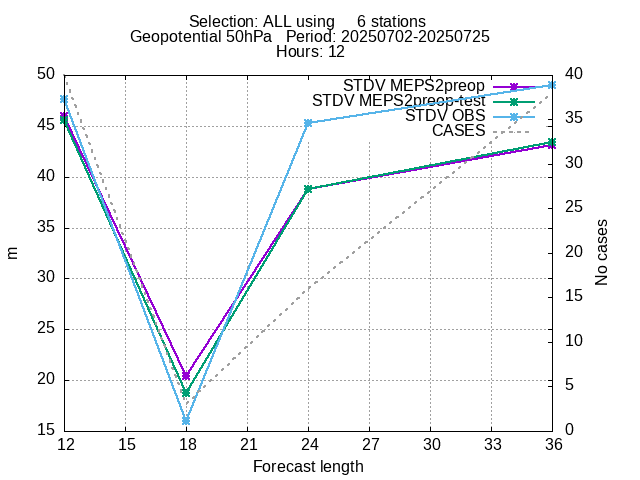 Selection: ALL using     6 stations
Geopotential 50hPa   Period: 20250702-20250725
Hours: 12
STDV MEPS2preop
STDV MEPS2preop-test
STDV OBS
CASES
50
45
40
35
30
25
20
15
40
35
30
25
20
15
10
5
0
m
No cases
12 15 18 21 24 27 30 33 36
Forecast length